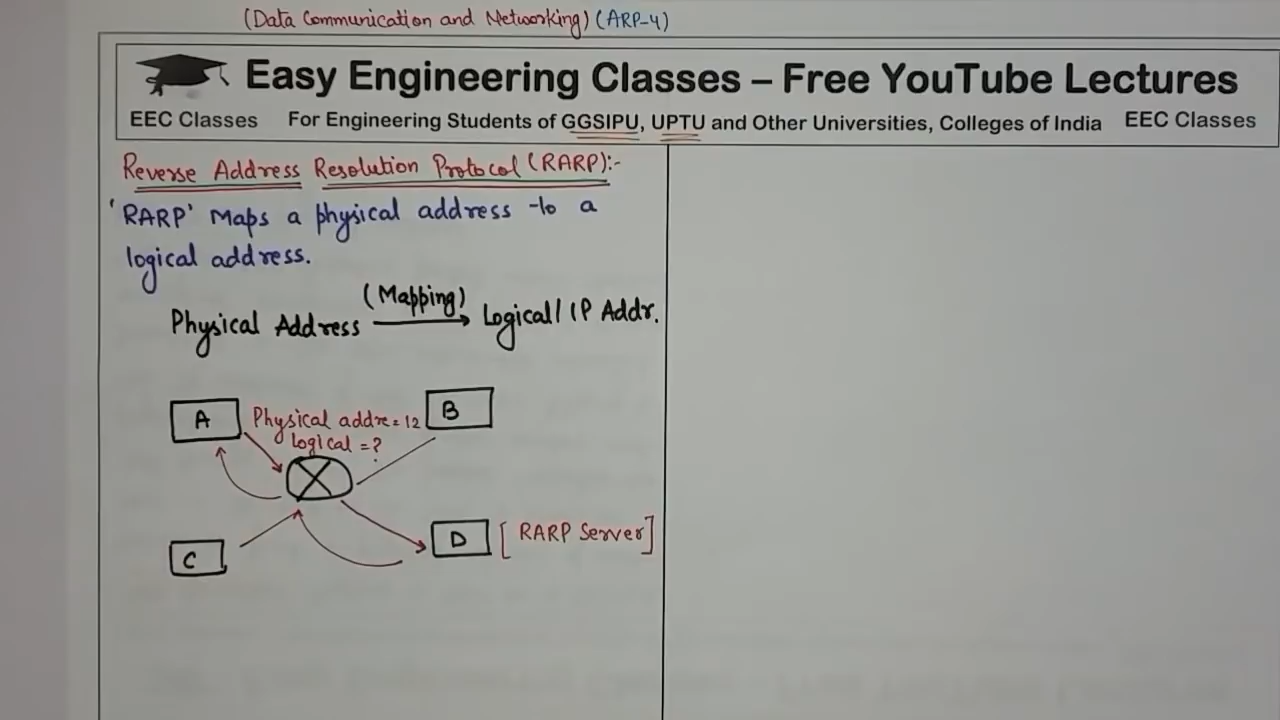 (Data Communication and Networking) (ARP-4)
Easy Engineering Classes – Free YouTube Lectures
EEC Classes For Engineering Students of GGSIPU, UPTU and Other Universities, Colleges of India EEC Classes
Reverse Address Resolution Protocol (RARP):-
'RARP' Maps a physical address to a
logical address.
(Mapping)
Physical Address Logical/IP Addr.
A Physical addre=12 B
logical =?
C D [RARP Server]